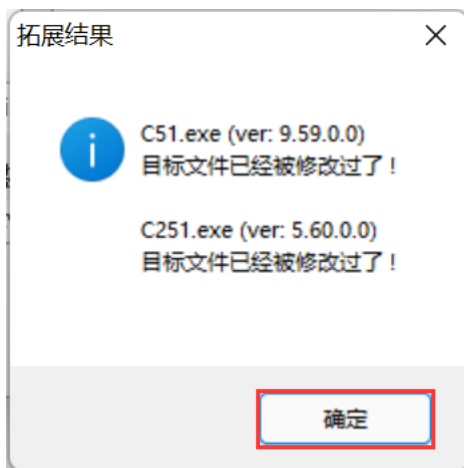 拓展结果
C51.exe (ver: 9.59.0.0)
目标文件已经被修改过了！
C251.exe (ver: 5.60.0.0)
目标文件已经被修改过了！
确定